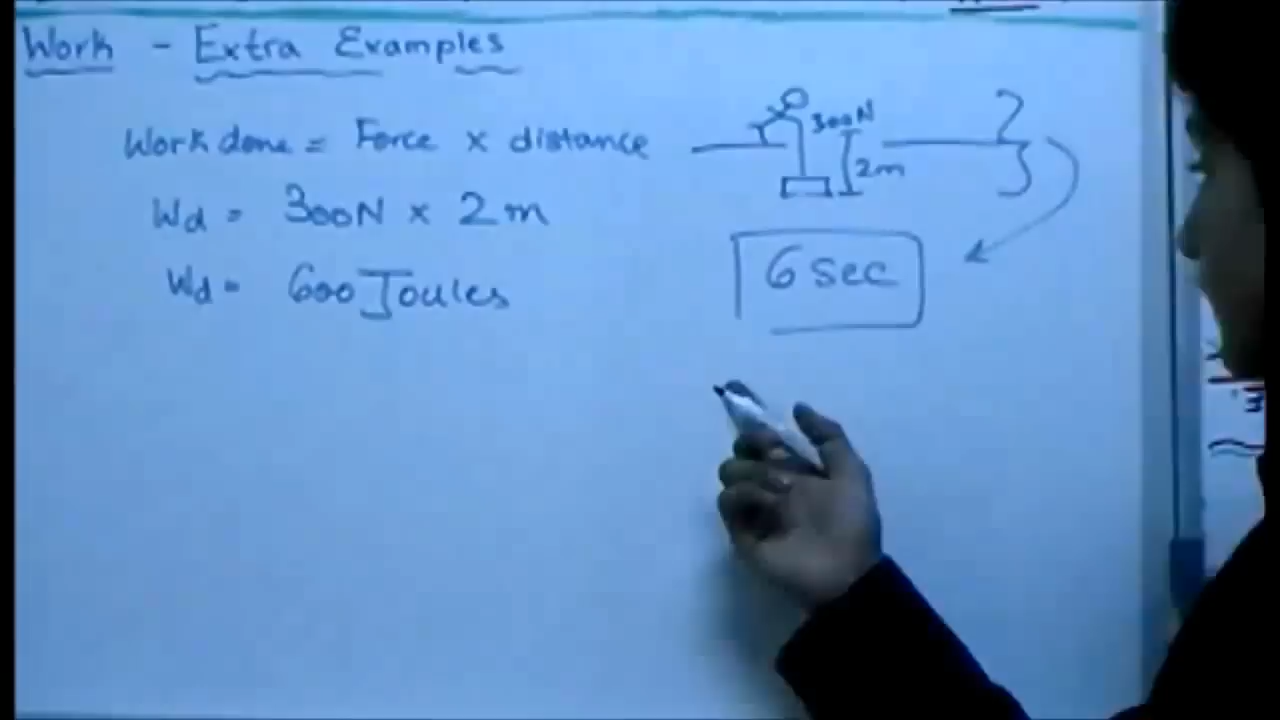 Work - Extra Examples
Work done = Force x distance
Wd = 300N x 2m
Wd = 600 Joules
300N
2m
6 sec